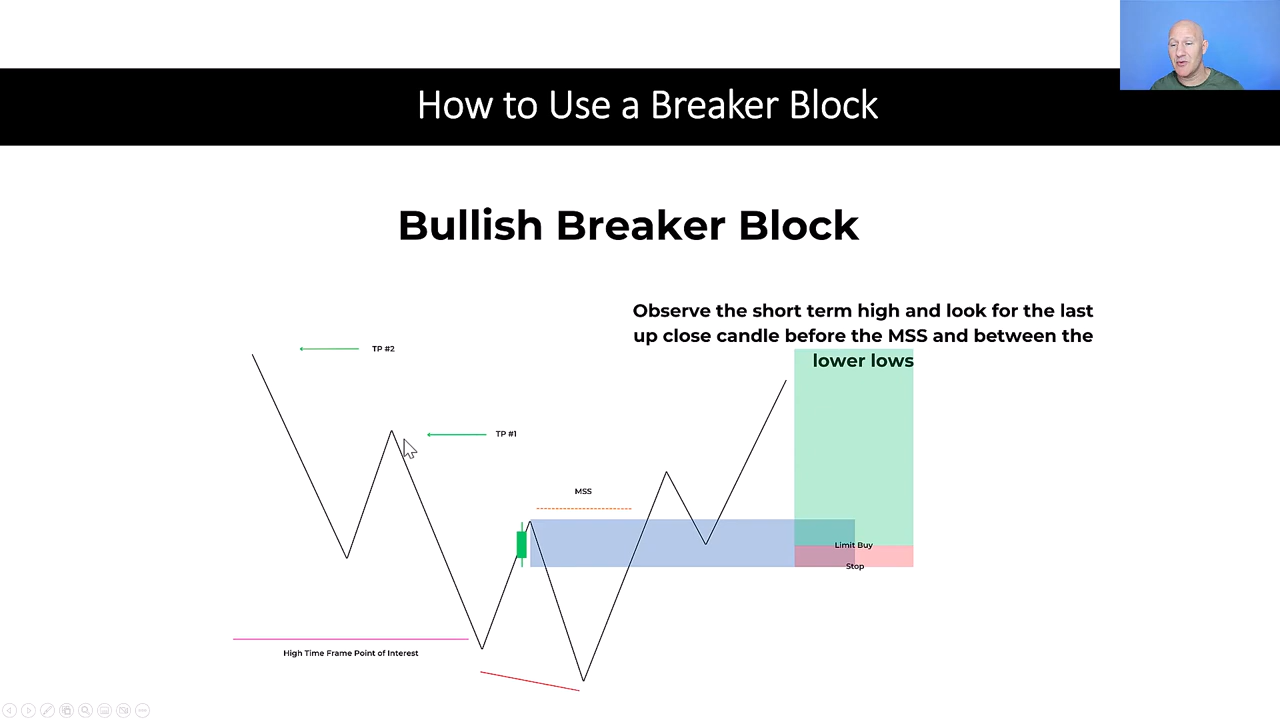 How to Use a Breaker Block
Bullish Breaker Block
Observe the short term high and look for the last
up close candle before the MSS and between the
lower lows
TP #2
TP #1
MSS
Limit Buy
Stop
High Time Frame Point of Interest